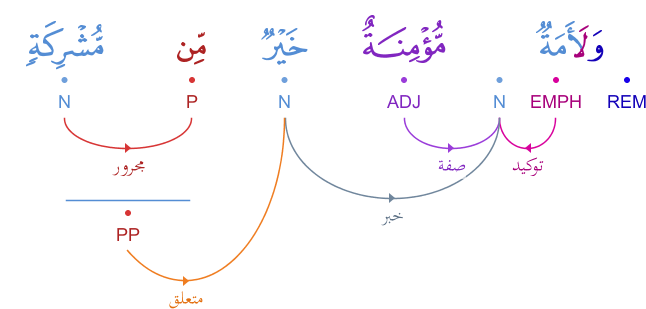 وَلَأَمَةٌ مُّؤْمِنَةٌ خَيْرٌ مِّن مُّشْرِكَةٍ
REM EMPH N ADJ N P N
توكيد صفة مجرور
خبر
PP
متعلق